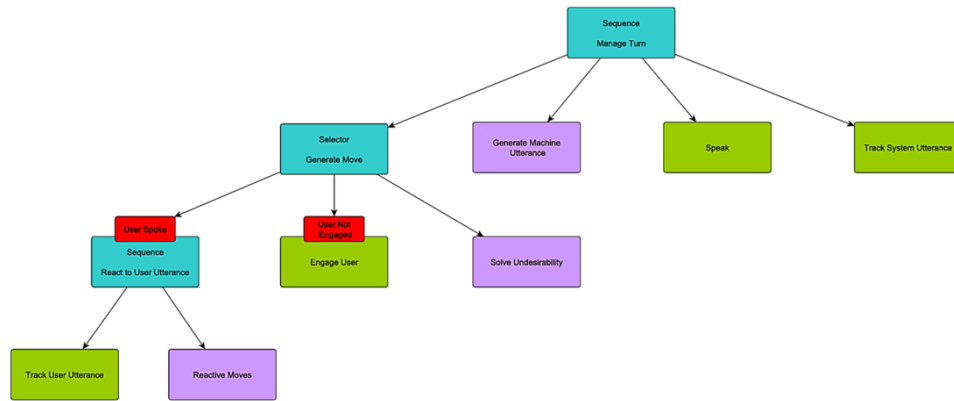 Sequence
Manage Turn
Selector
Generate Move
Generate Machine
Utterance
Speak
Track System Utterance
User Spoke
Sequence
React to User Utterance
User Not
Engaged
Engage User
Solve Undesirability
Track User Utterance
Reactive Moves